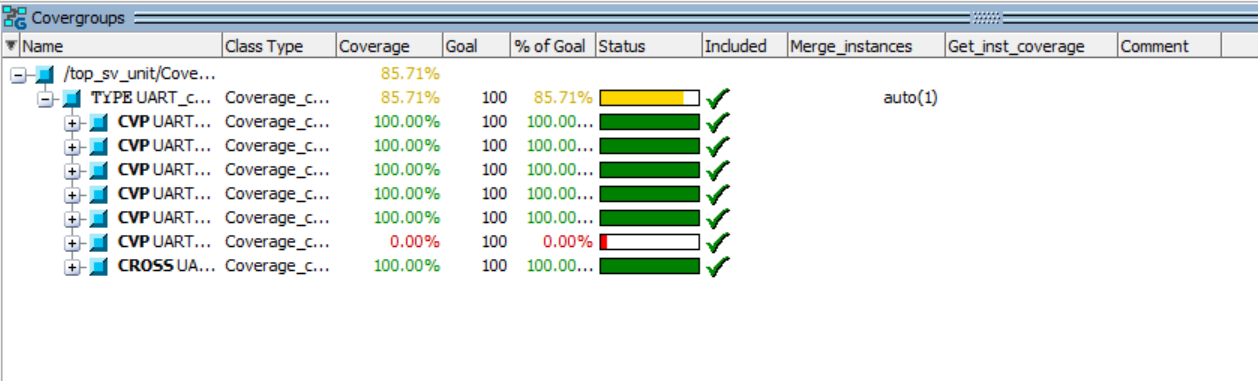 Covergroups
Name Class Type Coverage Goal % of Goal Status Included Merge_instances Get_inst_coverage Comment
/top_sv_unit/Cove... 85.71%
TYPE UART_c... Coverage_c... 85.71% 100 85.71% auto(1)
CVP UART... Coverage_c... 100.00% 100 100.00...
CVP UART... Coverage_c... 100.00% 100 100.00...
CVP UART... Coverage_c... 100.00% 100 100.00...
CVP UART... Coverage_c... 100.00% 100 100.00...
CVP UART... Coverage_c... 100.00% 100 100.00...
CVP UART... Coverage_c... 0.00% 100 0.00%
CROSS UA... Coverage_c... 100.00% 100 100.00...